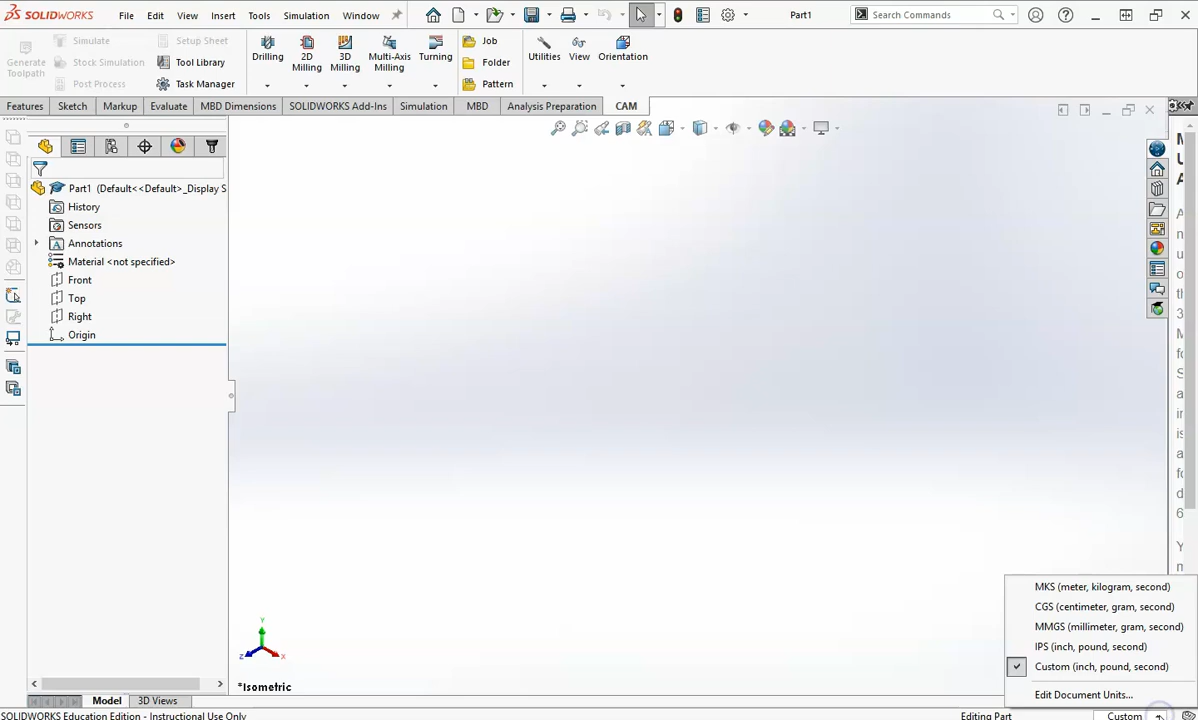 SOLIDWORKS File Edit View Insert Tools Simulation Window Part1 Search Commands
Generate Toolpath
Simulate
Stock Simulation
Post Process
Setup Sheet
Tool Library
Task Manager
Drilling
2D Milling
3D Milling
Multi-Axis Milling
Turning
Job
Folder
Pattern
Utilities
View
Orientation
Features Sketch Markup Evaluate MBD Dimensions SOLIDWORKS Add-Ins Simulation MBD Analysis Preparation CAM
Part1 (Default<<Default>_Display S
History
Sensors
Annotations
Material <not specified>
Front
Top
Right
Origin
Y
Z
X
*Isometric
MKS (meter, kilogram, second)
CGS (centimeter, gram, second)
MMGS (millimeter, gram, second)
IPS (inch, pound, second)
Custom (inch, pound, second)
Edit Document Units...
Model 3D Views
SOLIDWORKS Education Edition - Instructional Use Only Editing Part Custom